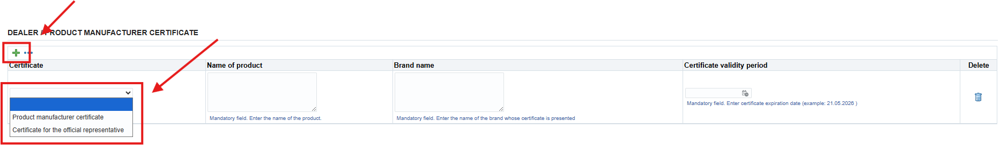 DEALER / PRODUCT MANUFACTURER CERTIFICATE
Certificate
Name of product
Brand name
Certificate validity period
Delete
Product manufacturer certificate
Certificate for the official representative
Mandatory field. Enter the name of the product.
Mandatory field. Enter the name of the brand whose certificate is presented
Mandatory field. Enter certificate expiration date (example: 21.05.2026 )